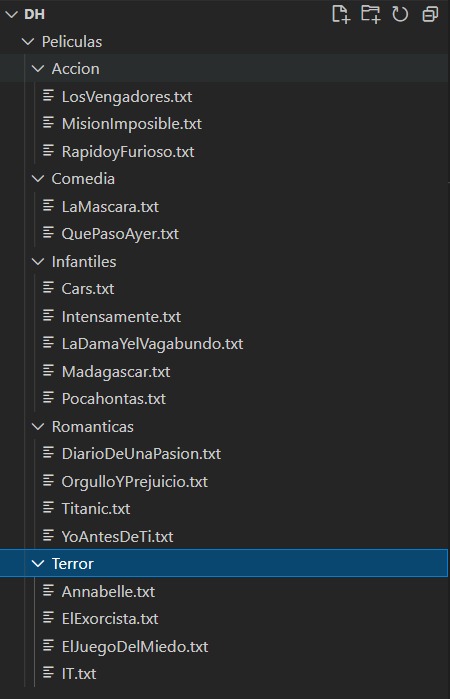 DH
Peliculas
Accion
LosVengadores.txt
MisionImposible.txt
RapidoyFurioso.txt
Comedia
LaMascara.txt
QuePasoAyer.txt
Infantiles
Cars.txt
Intensamente.txt
LaDamaYelVagabundo.txt
Madagascar.txt
Pocahontas.txt
Romanticas
DiarioDeUnaPasion.txt
OrgulloYPrejuicio.txt
Titanic.txt
YoAntesDeTi.txt
Terror
Annabelle.txt
ElExorcista.txt
ElJuegoDelMiedo.txt
IT.txt